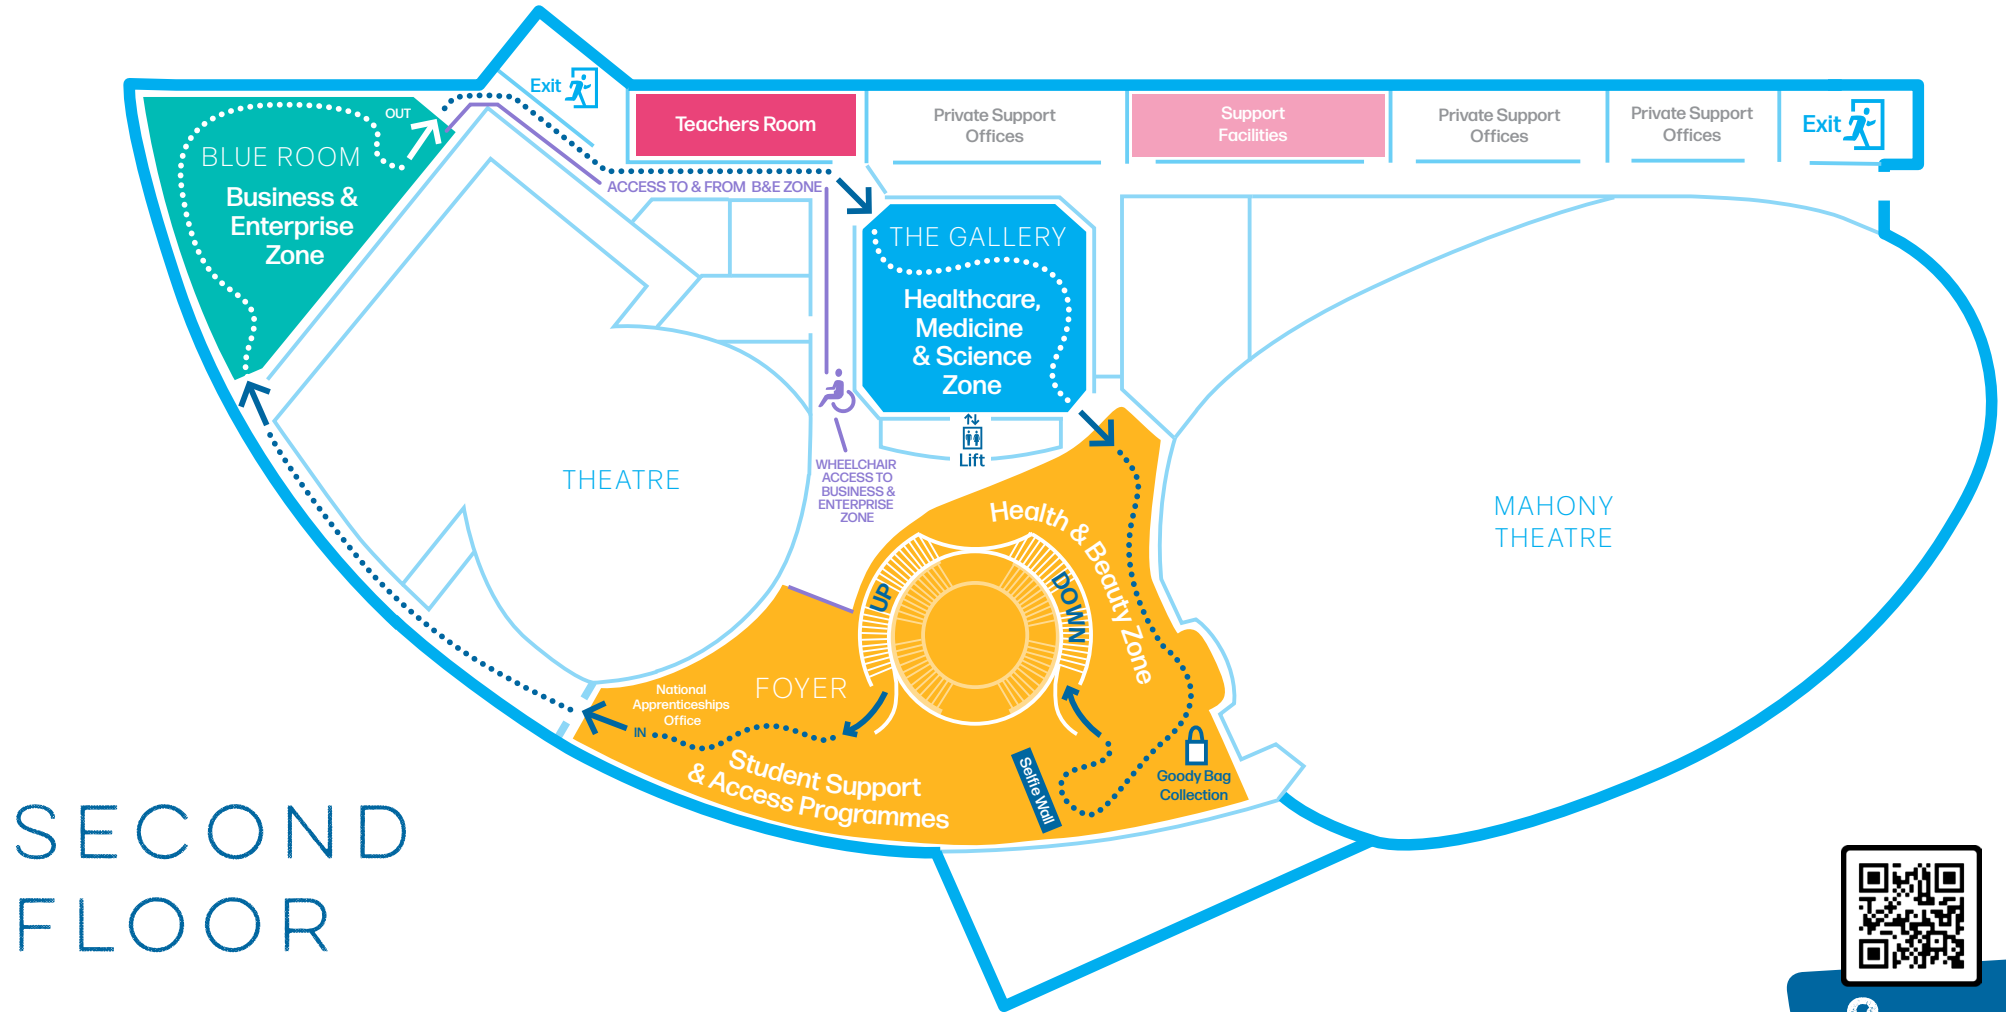 Exit
Teachers Room
Private Support
Offices
Support
Facilities
Private Support
Offices
Private Support
Offices
Exit
OUT
BLUE ROOM
Business &
Enterprise
Zone
ACCESS TO & FROM B&E ZONE
THE GALLERY
Healthcare,
Medicine
& Science
Zone
Lift
WHEELCHAIR
ACCESS TO
BUSINESS &
ENTERPRISE
ZONE
THEATRE
MAHONY
THEATRE
Health & Beauty Zone
UP
DOWN
FOYER
National
Apprenticeships
Office
IN
Student Support
& Access Programmes
Selfie Wall
Goody Bag
Collection
SECOND
FLOOR